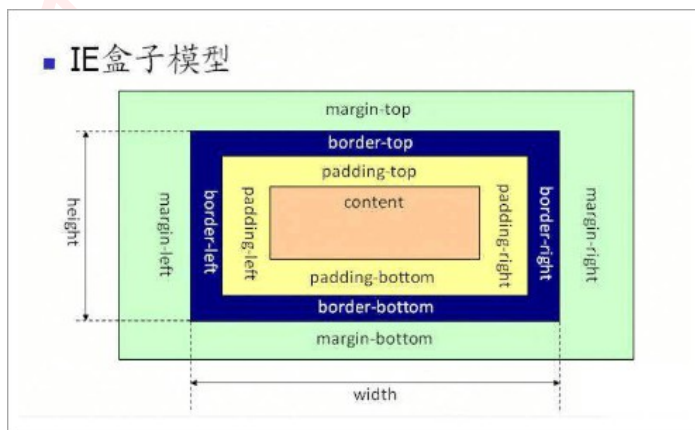 IE盒子模型
margin-top
border-top
padding-top
content
height
margin-left
border-left
padding-left
padding-right
border-right
margin-right
padding-bottom
border-bottom
margin-bottom
width